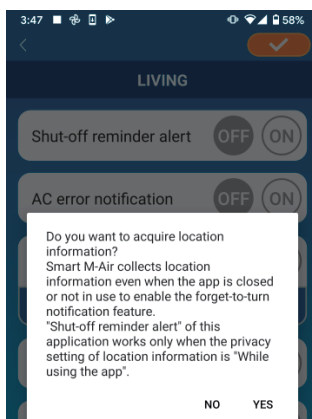 3:47 58%
LIVING
Shut-off reminder alert OFF ON
AC error notification OFF ON
Do you want to acquire location
information?
Smart M-Air collects location
information even when the app is closed
or not in use to enable the forget-to-turn
notification feature.
"Shut-off reminder alert" of this
application works only when the privacy
setting of location information is "While
using the app".
NO YES